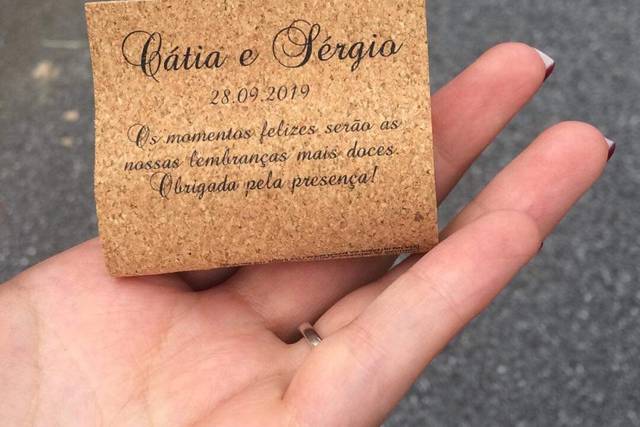 Cátia e Sérgio
28.09.2019
Os momentos felizes serão as
nossas lembranças mais doces.
Obrigada pela presença!